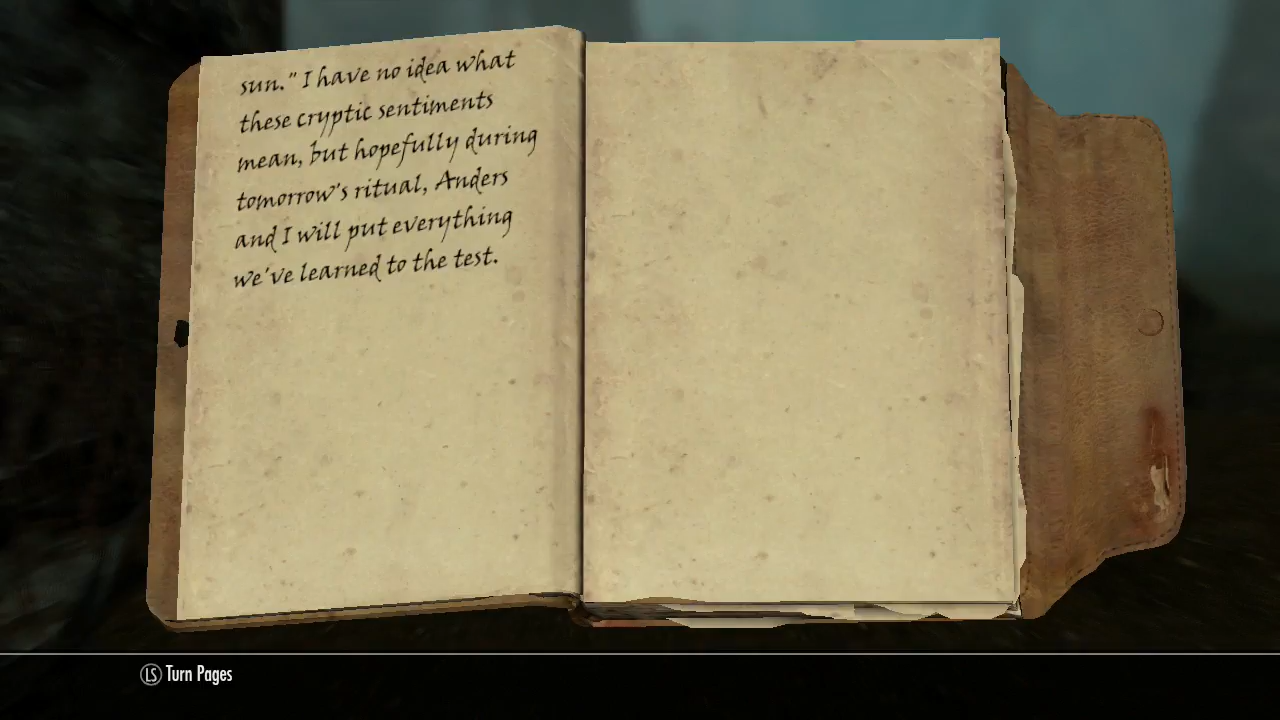 sun." I have no idea what
these cryptic sentiments
mean, but hopefully during
tomorrow's ritual, Anders
and I will put everything
we've learned to the test.
LS Turn Pages